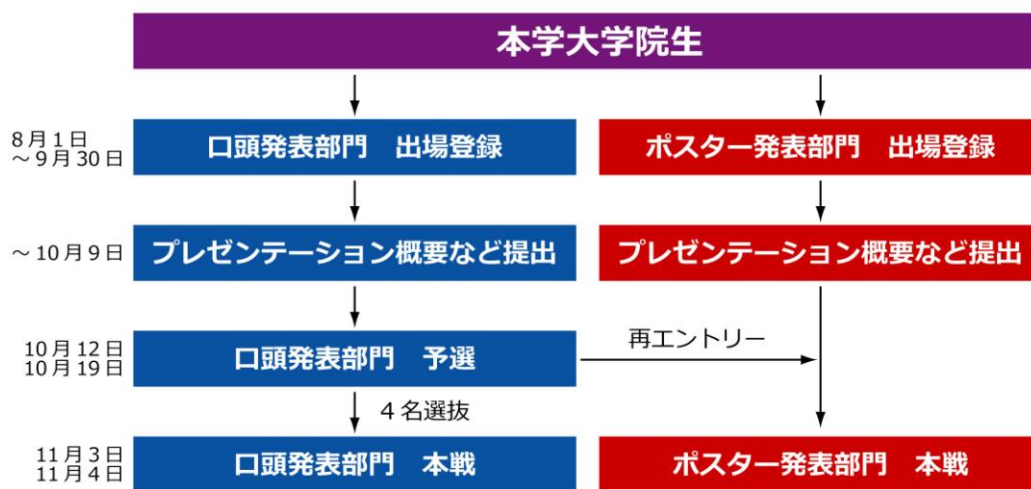 本学大学院生
8月1日
～9月30日
口頭発表部門　出場登録
ポスター発表部門　出場登録
～10月9日
プレゼンテーション概要など提出
プレゼンテーション概要など提出
10月12日
10月19日
口頭発表部門　予選
再エントリー
4名選抜
11月3日
11月4日
口頭発表部門　本戦
ポスター発表部門　本戦